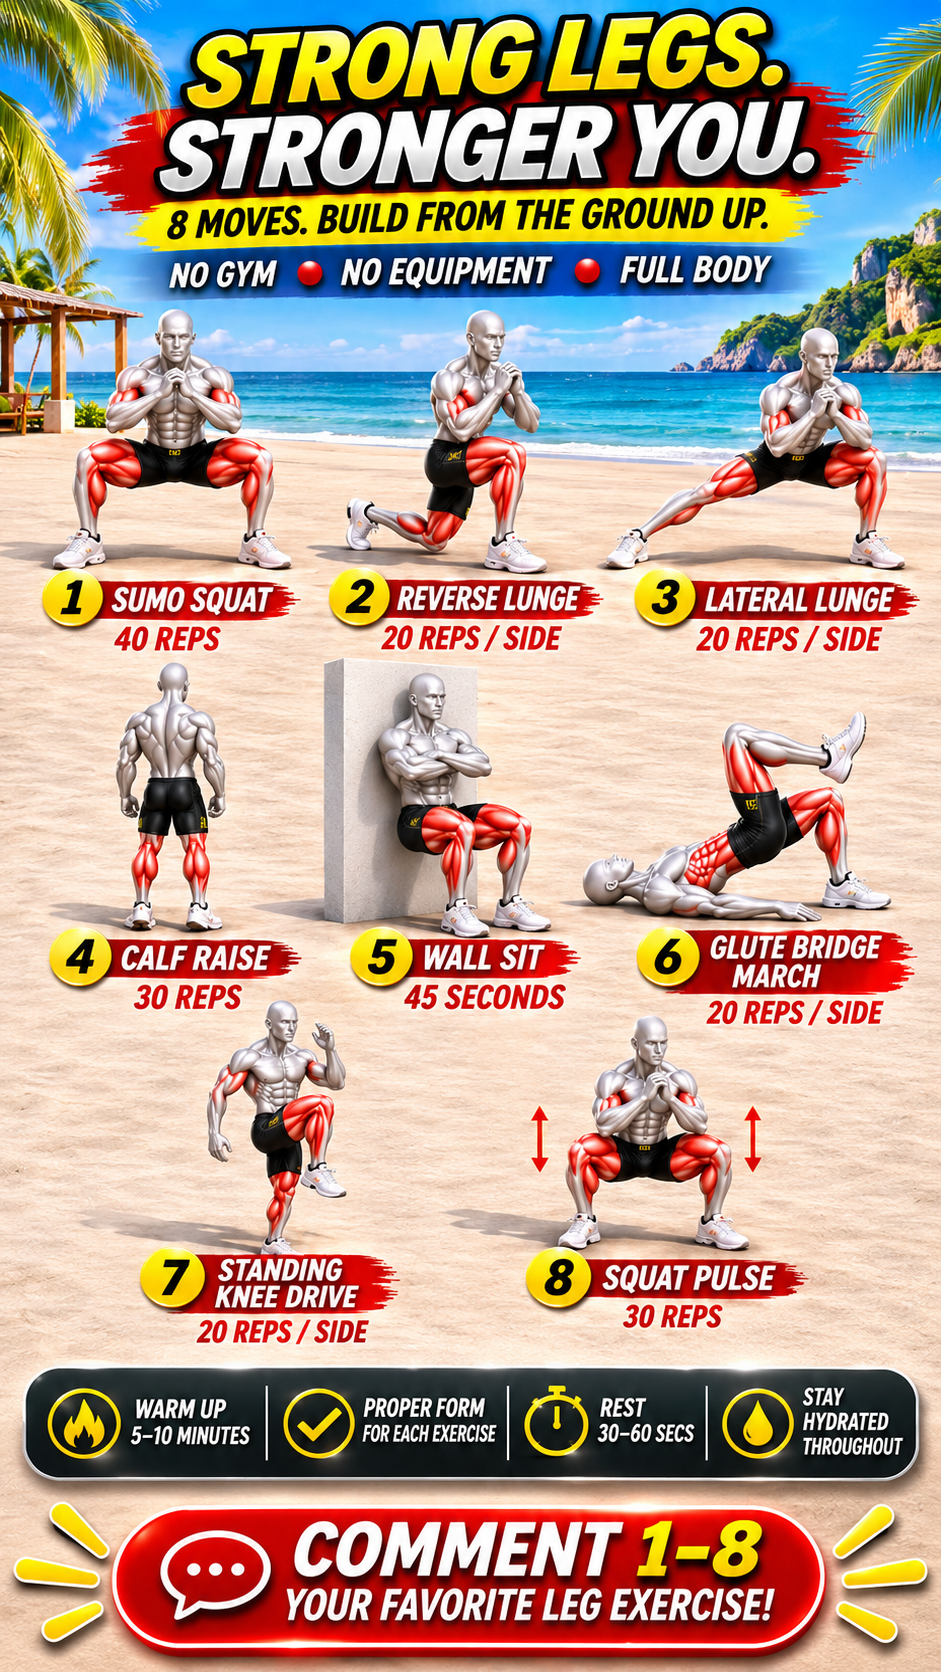 STRONG LEGS.
STRONGER YOU.
8 MOVES. BUILD FROM THE GROUND UP.
NO GYM ● NO EQUIPMENT ● FULL BODY
1 SUMO SQUAT
40 REPS
2 REVERSE LUNGE
20 REPS / SIDE
3 LATERAL LUNGE
20 REPS / SIDE
4 CALF RAISE
30 REPS
5 WALL SIT
45 SECONDS
6 GLUTE BRIDGE
MARCH
20 REPS / SIDE
7 STANDING
KNEE DRIVE
20 REPS / SIDE
8 SQUAT PULSE
30 REPS
WARM UP
5–10 MINUTES
PROPER FORM
FOR EACH EXERCISE
REST
30–60 SECS
STAY
HYDRATED
THROUGHOUT
COMMENT 1–8
YOUR FAVORITE LEG EXERCISE!